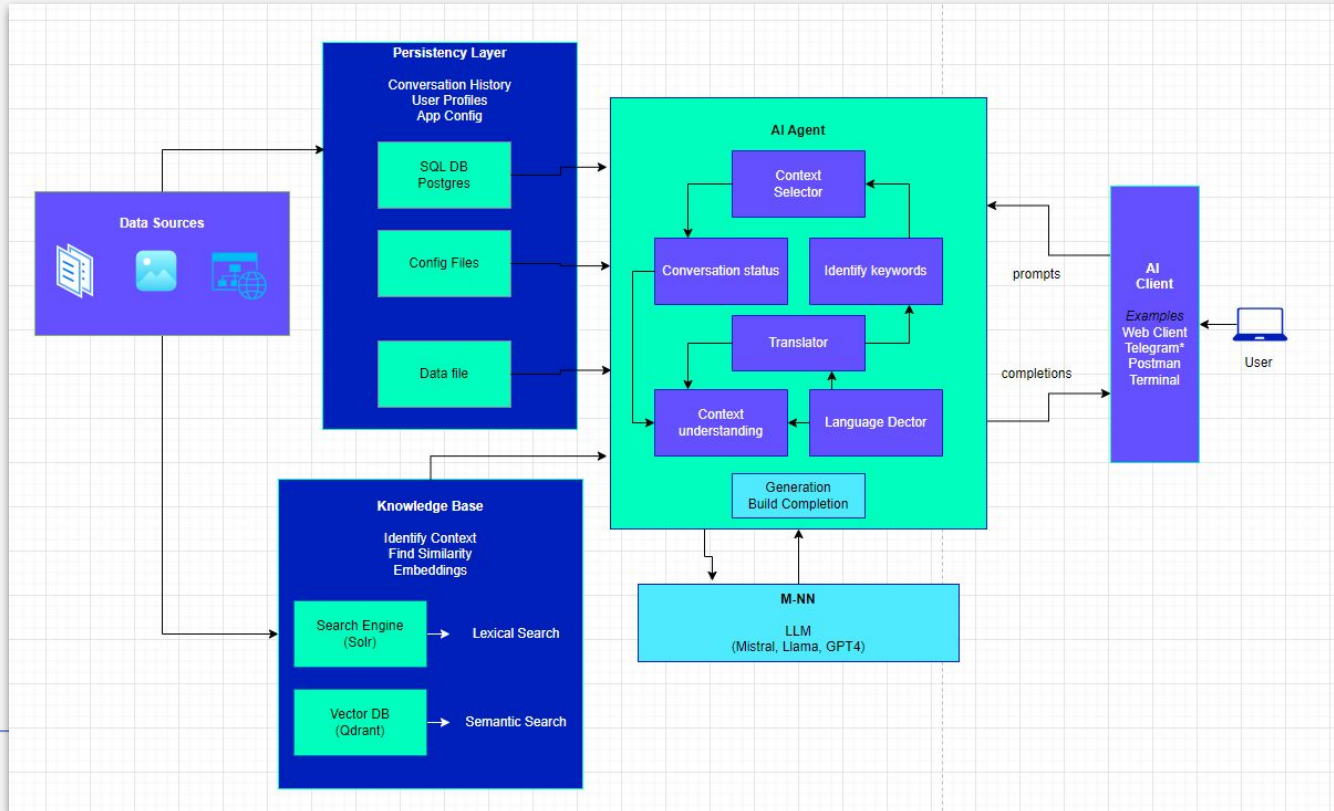 Persistency Layer
Conversation History
User Profiles
App Config
SQL DB
Postgres
Config Files
Data file
Data Sources
Knowledge Base
Identify Context
Find Similarity
Embeddings
Search Engine
(Solr)
Lexical Search
Vector DB
(Qdrant)
Semantic Search
AI Agent
Context
Selector
Conversation status
Identify keywords
Translator
Context
understanding
Language Dector
Generation
Build Completion
M-NN
LLM
(Mistral, Llama, GPT4)
prompts
completions
AI
Client
Examples
Web Client
Telegram*
Postman
Terminal
User